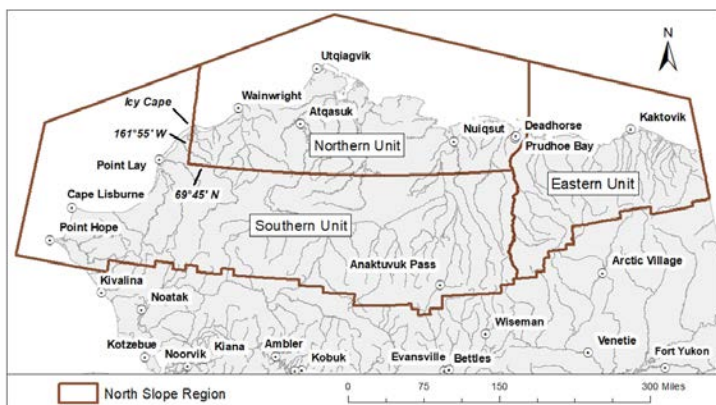 N
Utqiagvik
Icy Cape
Wainwright
Atqasuk
Kaktovik
161°55' W
Nuiqsut
Deadhorse
Prudhoe Bay
Northern Unit
Point Lay
69°45' N
Eastern Unit
Cape Lisburne
Southern Unit
Point Hope
Anaktuvuk Pass
Arctic Village
Kivalina
Noatak
Wiseman
Kotzebue
Kiana
Ambler
Evansville
Venetie
Noorvik
Kobuk
Bettles
Fort Yukon
North Slope Region
0 75 150 300 Miles